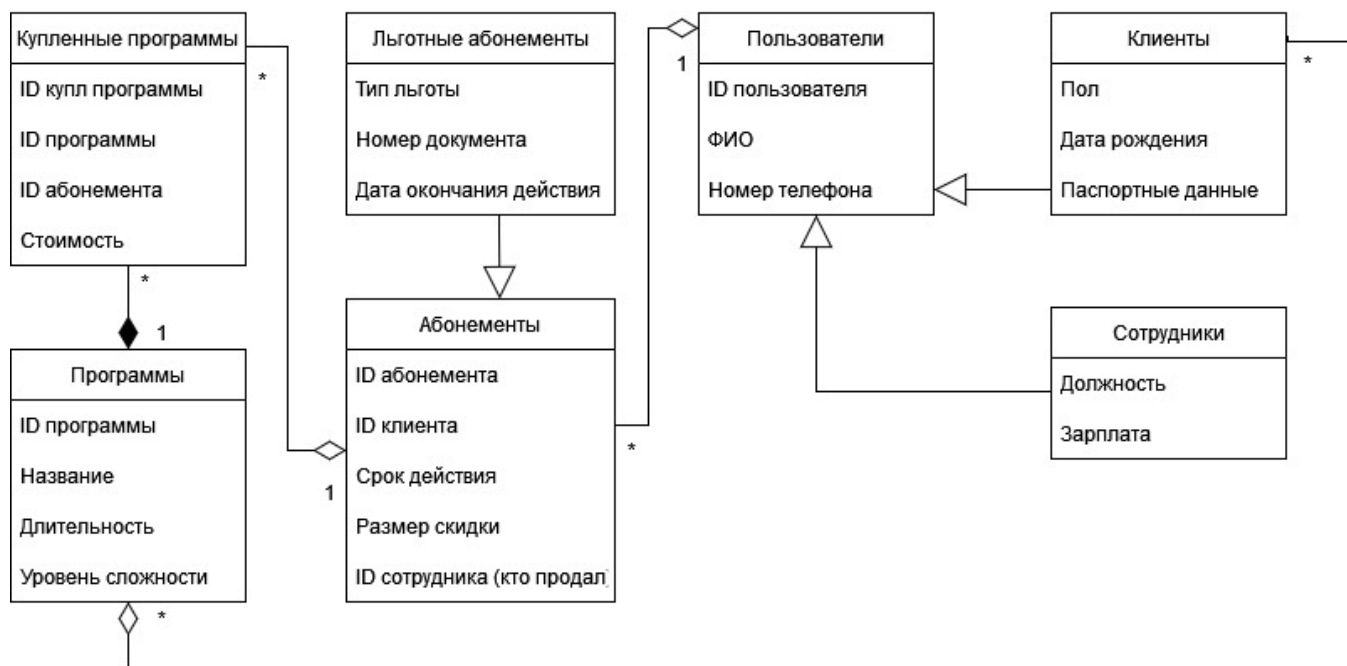 Купленные программы
ID купл программы
ID программы
ID абонемента
Стоимость
*
*
1
Программы
ID программы
Название
Длительность
Уровень сложности
*
Льготные абонементы
Тип льготы
Номер документа
Дата окончания действия
Абонементы
ID абонемента
ID клиента
Срок действия
Размер скидки
ID сотрудника (кто продал)
1
*
Пользователи
ID пользователя
ФИО
Номер телефона
1
Клиенты
Пол
Дата рождения
Паспортные данные
*
Сотрудники
Должность
Зарплата